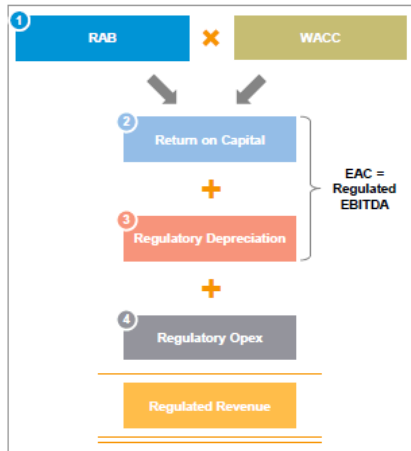 1
RAB
×
WACC
2
Return on Capital
+
EAC =
Regulated
EBITDA
3
Regulatory Depreciation
+
4
Regulatory Opex
Regulated Revenue